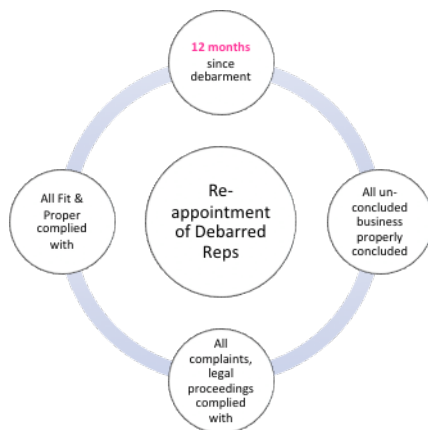 12 months
since
debarment
All Fit &
Proper
complied
with
Re-
appointment
of Debarred
Reps
All un-
concluded
business
properly
concluded
All
complaints,
legal
proceedings
complied
with